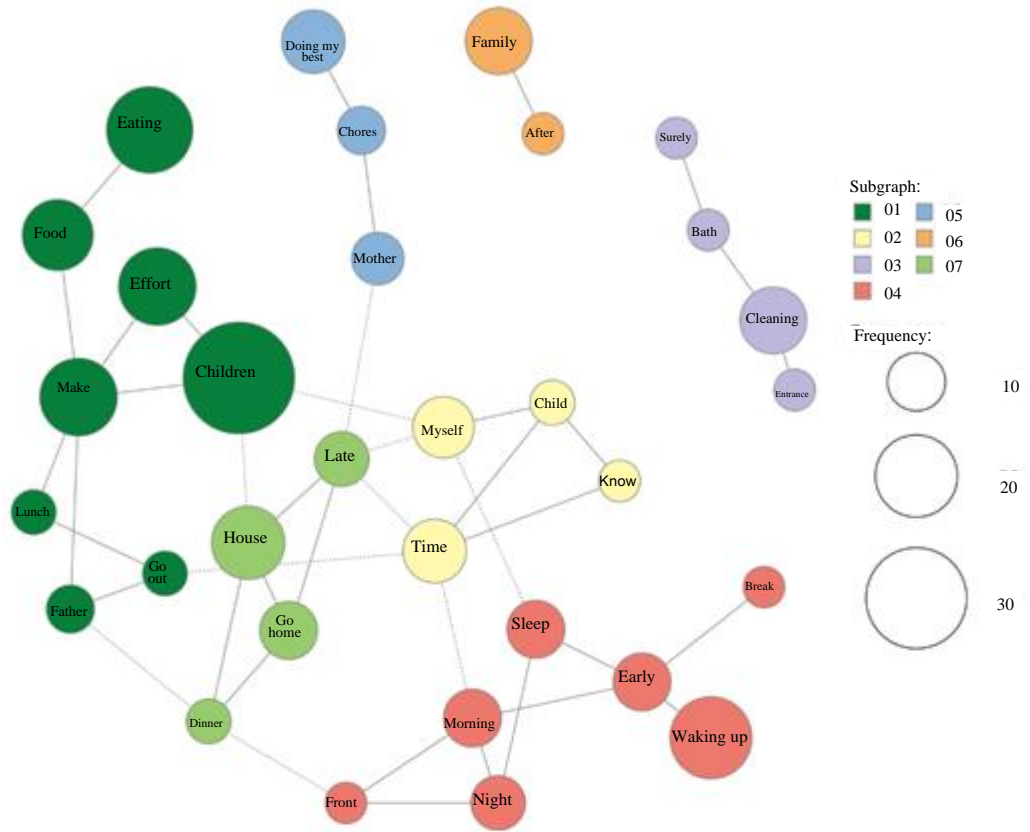 Doing my
best
Family
Eating
Chores
After
Surely
Food
Bath
Mother
Effort
Cleaning
Children
Make
Entrance
Child
Myself
Late
Know
Lunch
House
Time
Go
out
Father
Break
Go
home
Sleep
Early
Dinner
Morning
Waking up
Front
Night
Subgraph:
01
05
02
06
03
07
04
Frequency:
10
20
30